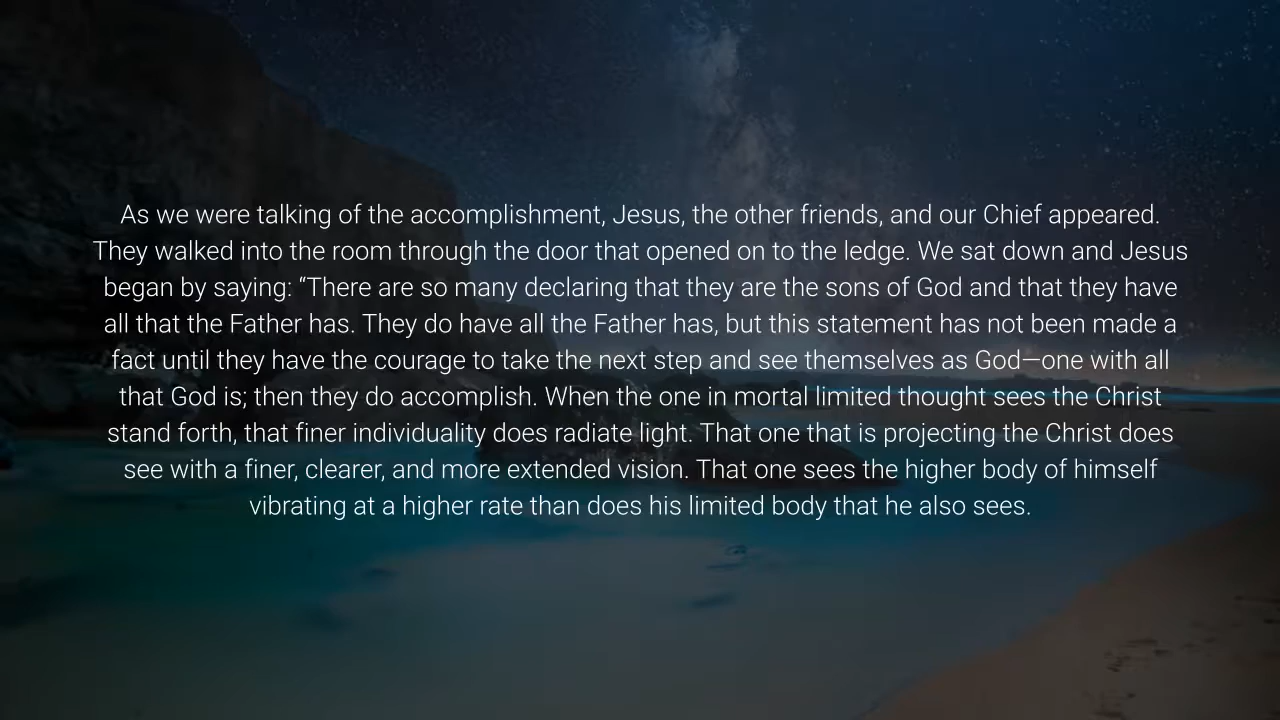 As we were talking of the accomplishment, Jesus, the other friends, and our Chief appeared.
They walked into the room through the door that opened on to the ledge. We sat down and Jesus
began by saying: “There are so many declaring that they are the sons of God and that they have
all that the Father has. They do have all the Father has, but this statement has not been made a
fact until they have the courage to take the next step and see themselves as God—one with all
that God is; then they do accomplish. When the one in mortal limited thought sees the Christ
stand forth, that finer individuality does radiate light. That one that is projecting the Christ does
see with a finer, clearer, and more extended vision. That one sees the higher body of himself
vibrating at a higher rate than does his limited body that he also sees.